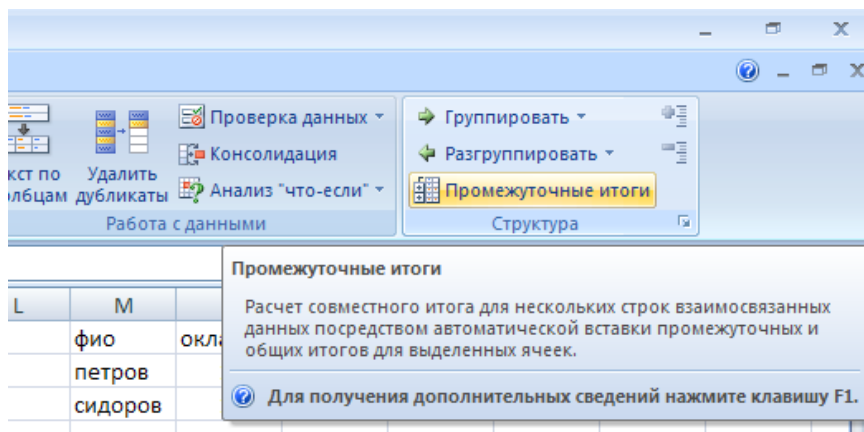 Проверка данных
Группировать
Консолидация
Разгруппировать
кст по
олбцам
Удалить
дубликаты
Анализ "что-если"
Промежуточные итоги
Работа с данными
Структура
Промежуточные итоги
Расчет совместного итога для нескольких строк взаимосвязанных
данных посредством автоматической вставки промежуточных и
общих итогов для выделенных ячеек.
Для получения дополнительных сведений нажмите клавишу F1.
L M
фио окла
петров
сидоров